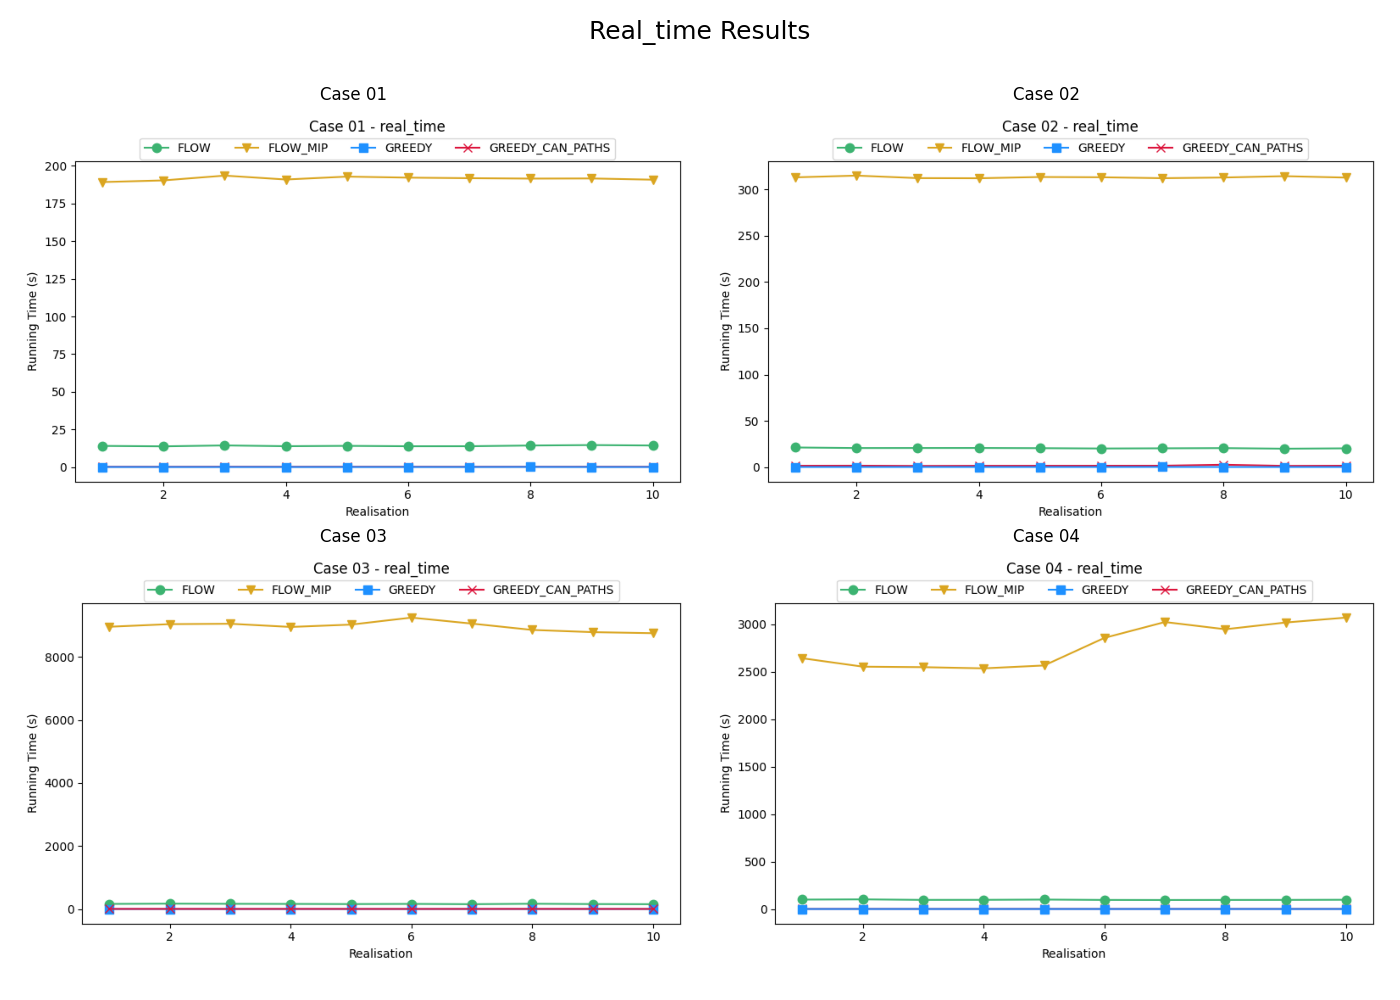 Real_time Results
Case 01
Case 01 - real_time
FLOW FLOW_MIP GREEDY GREEDY_CAN_PATHS
200
175
150
125
100
75
50
25
0
Running Time (s)
2 4 6 8 10
Realisation
Case 02
Case 02 - real_time
FLOW FLOW_MIP GREEDY GREEDY_CAN_PATHS
300
250
200
150
100
50
0
Running Time (s)
2 4 6 8 10
Realisation
Case 03
Case 03 - real_time
FLOW FLOW_MIP GREEDY GREEDY_CAN_PATHS
8000
6000
4000
2000
0
Running Time (s)
2 4 6 8 10
Realisation
Case 04
Case 04 - real_time
FLOW FLOW_MIP GREEDY GREEDY_CAN_PATHS
3000
2500
2000
1500
1000
500
0
Running Time (s)
2 4 6 8 10
Realisation